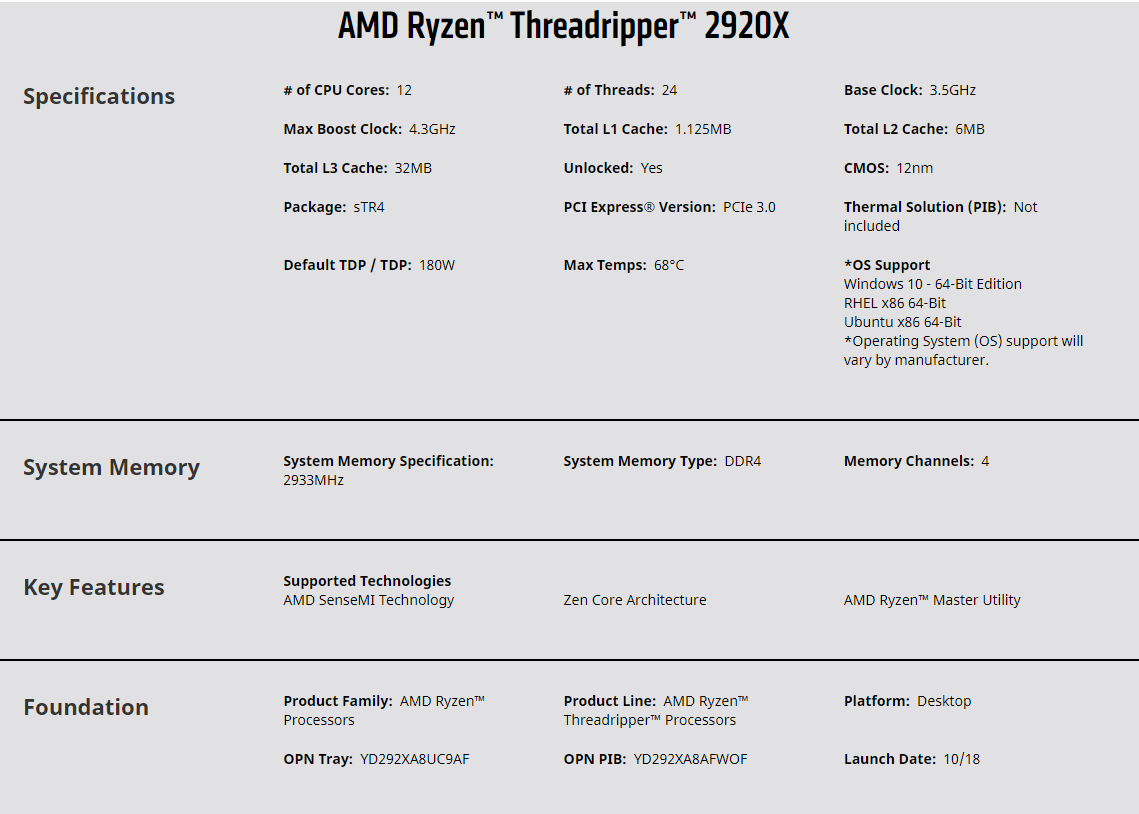 AMD Ryzen™ Threadripper™ 2920X
Specifications
# of CPU Cores: 12
# of Threads: 24
Base Clock: 3.5GHz
Max Boost Clock: 4.3GHz
Total L1 Cache: 1.125MB
Total L2 Cache: 6MB
Total L3 Cache: 32MB
Unlocked: Yes
CMOS: 12nm
Package: sTR4
PCI Express® Version: PCIe 3.0
Thermal Solution (PIB): Not
included
Default TDP / TDP: 180W
Max Temps: 68°C
*OS Support
Windows 10 - 64-Bit Edition
RHEL x86 64-Bit
Ubuntu x86 64-Bit
*Operating System (OS) support will
vary by manufacturer.
System Memory
System Memory Specification:
2933MHz
System Memory Type: DDR4
Memory Channels: 4
Key Features
Supported Technologies
AMD SenseMI Technology
Zen Core Architecture
AMD Ryzen™ Master Utility
Foundation
Product Family: AMD Ryzen™
Processors
Product Line: AMD Ryzen™
Threadripper™ Processors
Platform: Desktop
OPN Tray: YD292XA8UC9AF
OPN PIB: YD292XA8AFWOF
Launch Date: 10/18